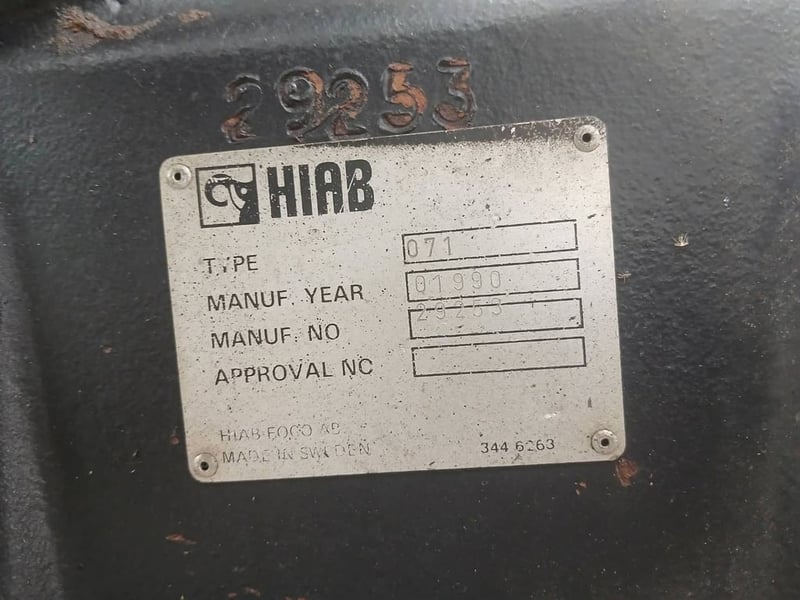 29253
HIAB
TYPE 071
MANUF. YEAR 01990
MANUF. NO 29253
APPROVAL NO
HIAB-FOCO AB
MADE IN SWEDEN 344 6263